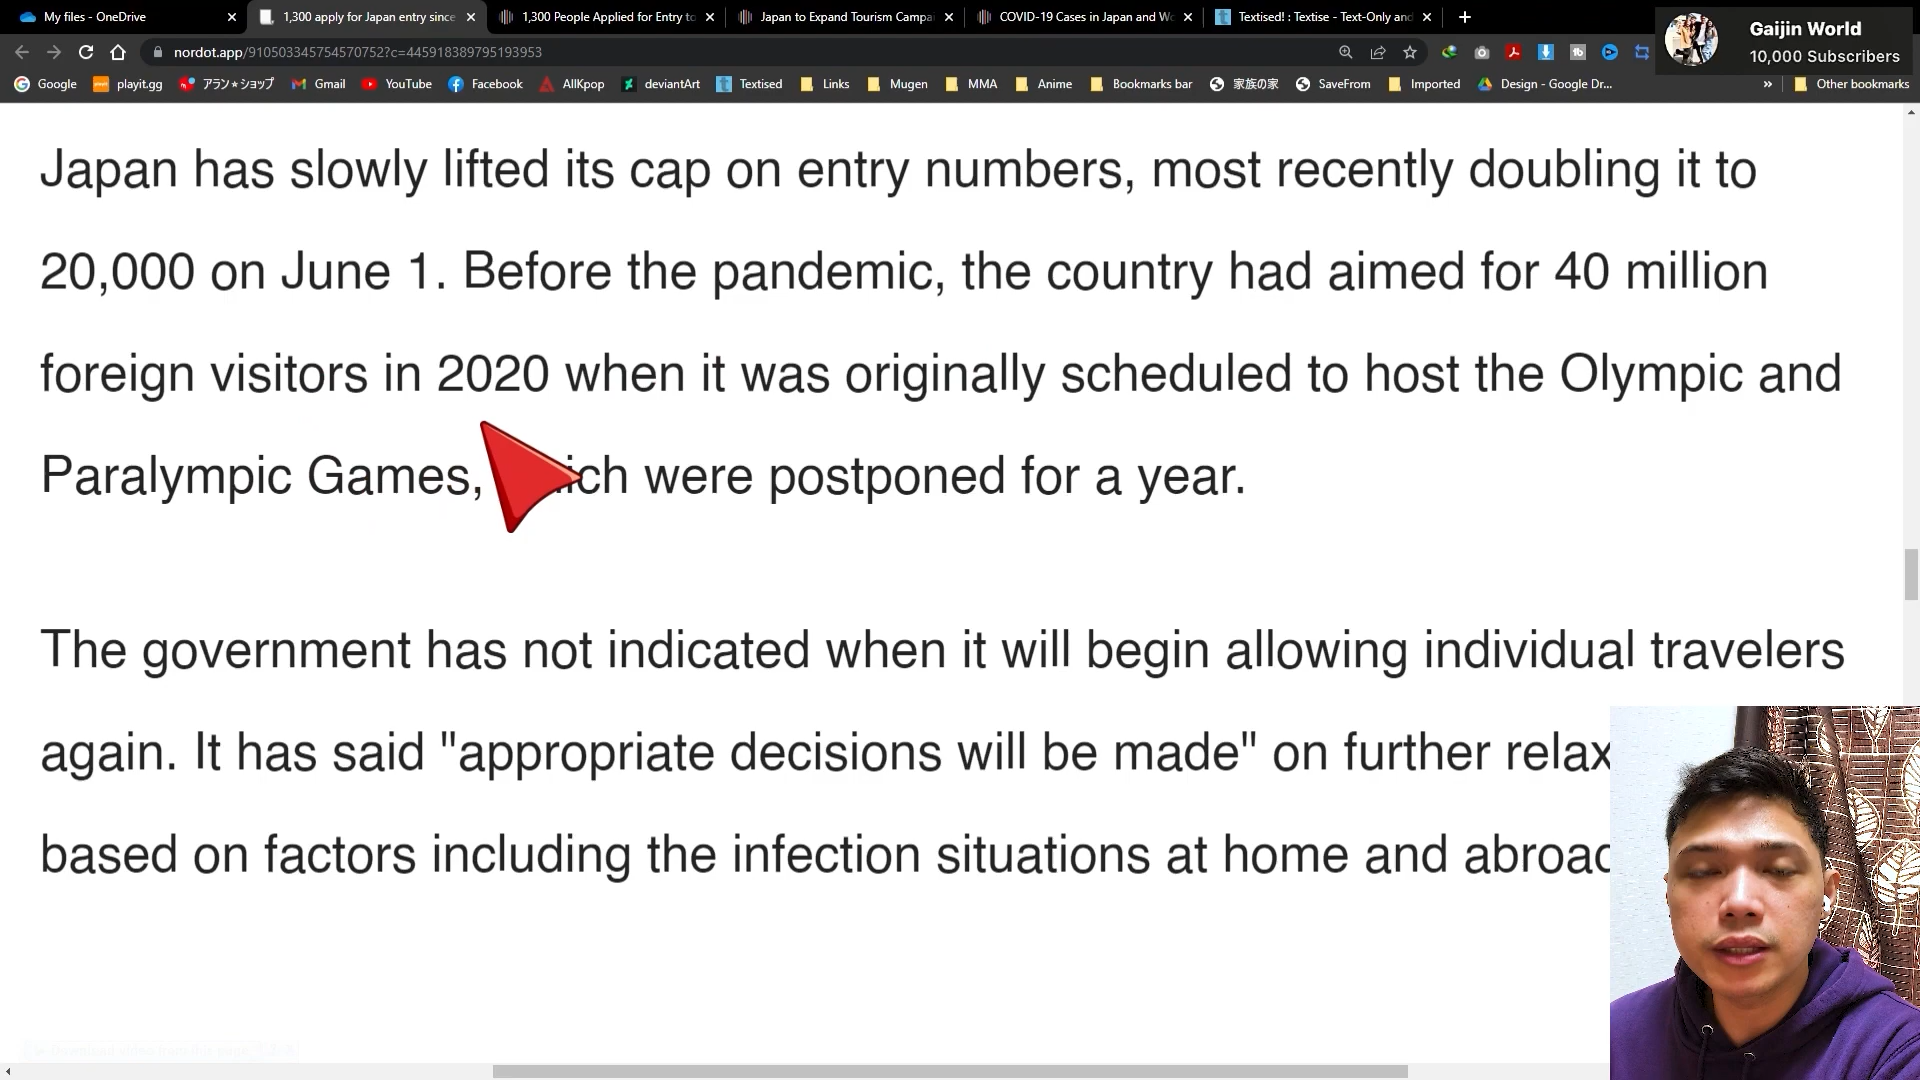 My files - OneDrive
1,300 apply for Japan entry since
1,300 People Applied for Entry to
Japan to Expand Tourism Campai
COVID-19 Cases in Japan and Wo
Textised! : Textise - Text-Only and
nordot.app/910503345754570752?c=445918389795193953
Gaijin World
10,000 Subscribers
Google
playit.gg
アラン★ショップ
Gmail
YouTube
Facebook
AllKpop
deviantArt
Textised
Links
Mugen
MMA
Anime
Bookmarks bar
家族の家
SaveFrom
Imported
Design - Google Dr...
»
Other bookmarks
Japan has slowly lifted its cap on entry numbers, most recently doubling it to
20,000 on June 1. Before the pandemic, the country had aimed for 40 million
foreign visitors in 2020 when it was originally scheduled to host the Olympic and
Paralympic Games, ich were postponed for a year.
The government has not indicated when it will begin allowing individual travelers
again. It has said "appropriate decisions will be made" on further relax
based on factors including the infection situations at home and abroad